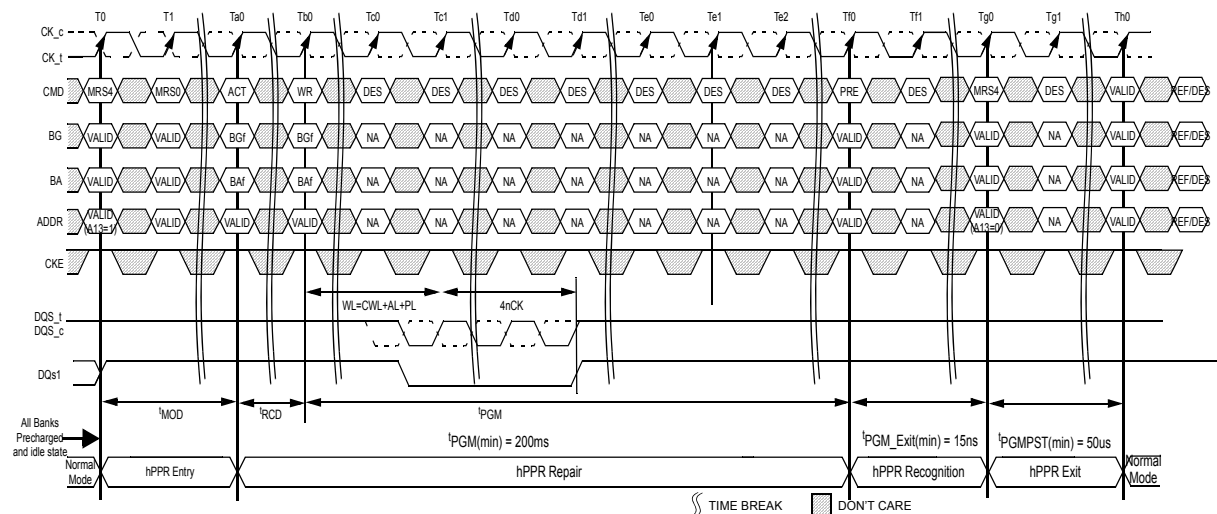 T0 T1 Ta0 Tb0 Tc0 Tc1 Td0 Td1 Te0 Te1 Te2 Tf0 Tf1 Tg0 Tg1 Th0
CK_c
CK_t
CMD MRS4 MRS0 ACT WR DES DES DES DES DES DES DES PRE DES MRS4 DES VALID REF/DES
BG VALID VALID BGf BGf NA NA NA NA NA NA NA VALID NA VALID NA VALID REF/DES
BA VALID VALID BAf BAf NA NA NA NA NA NA NA VALID NA VALID NA VALID REF/DES
ADDR VALID (A13=1) VALID VALID VALID NA NA NA NA NA NA NA VALID NA VALID (A13=0) NA VALID REF/DES
CKE
WL=CWL+AL+PL 4nCK
DQS_t
DQS_c
DQs1
tMOD tRCD tPGM
All Banks
Precharged
and idle state
tPGM(min) = 200ms tPGM_Exit(min) = 15ns tPGMPST(min) = 50us
Normal Mode hPPR Entry hPPR Repair hPPR Recognition hPPR Exit Normal Mode
TIME BREAK DON'T CARE